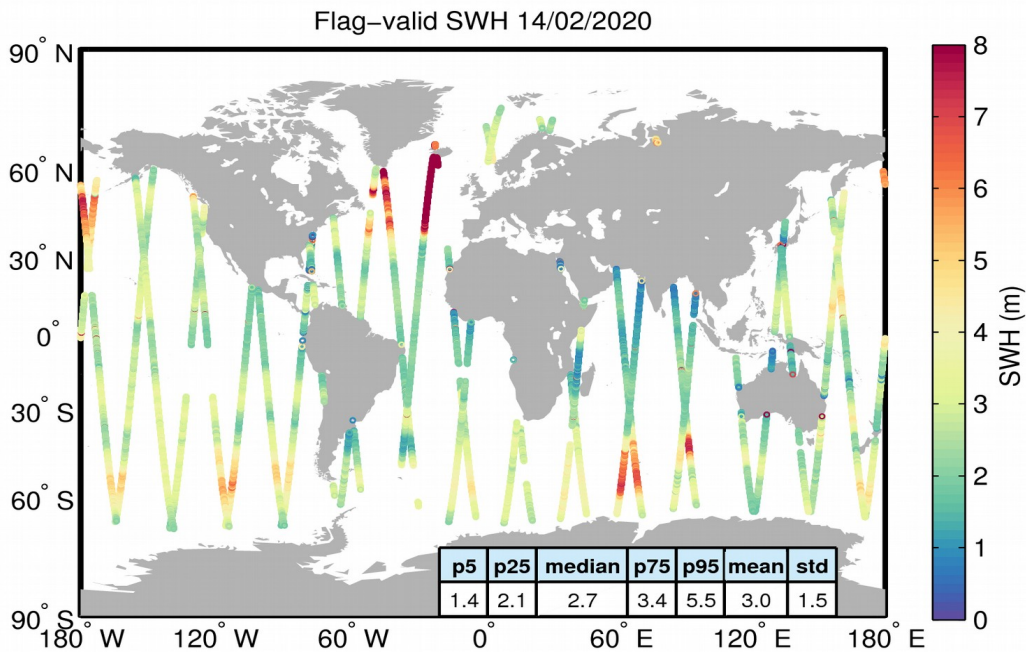 Flag−valid SWH 14/02/2020
90° N
60° N
30° N
0°
30° S
60° S
90° S
180° W
120° W
60° W
0°
60° E
120° E
180° E
8
7
6
5
4
3
2
1
0
SWH (m)
p5 p25 median p75 p95 mean std
1.4 2.1 2.7 3.4 5.5 3.0 1.5